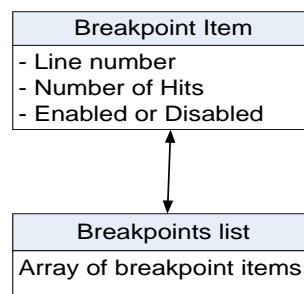 Breakpoint Item
- Line number
- Number of Hits
- Enabled or Disabled
Breakpoints list
Array of breakpoint items